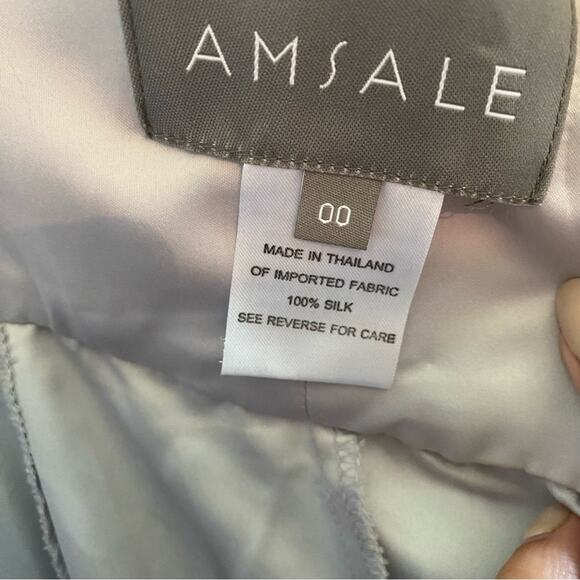 AMSALE
00
MADE IN THAILAND
OF IMPORTED FABRIC
100% SILK
SEE REVERSE FOR CARE